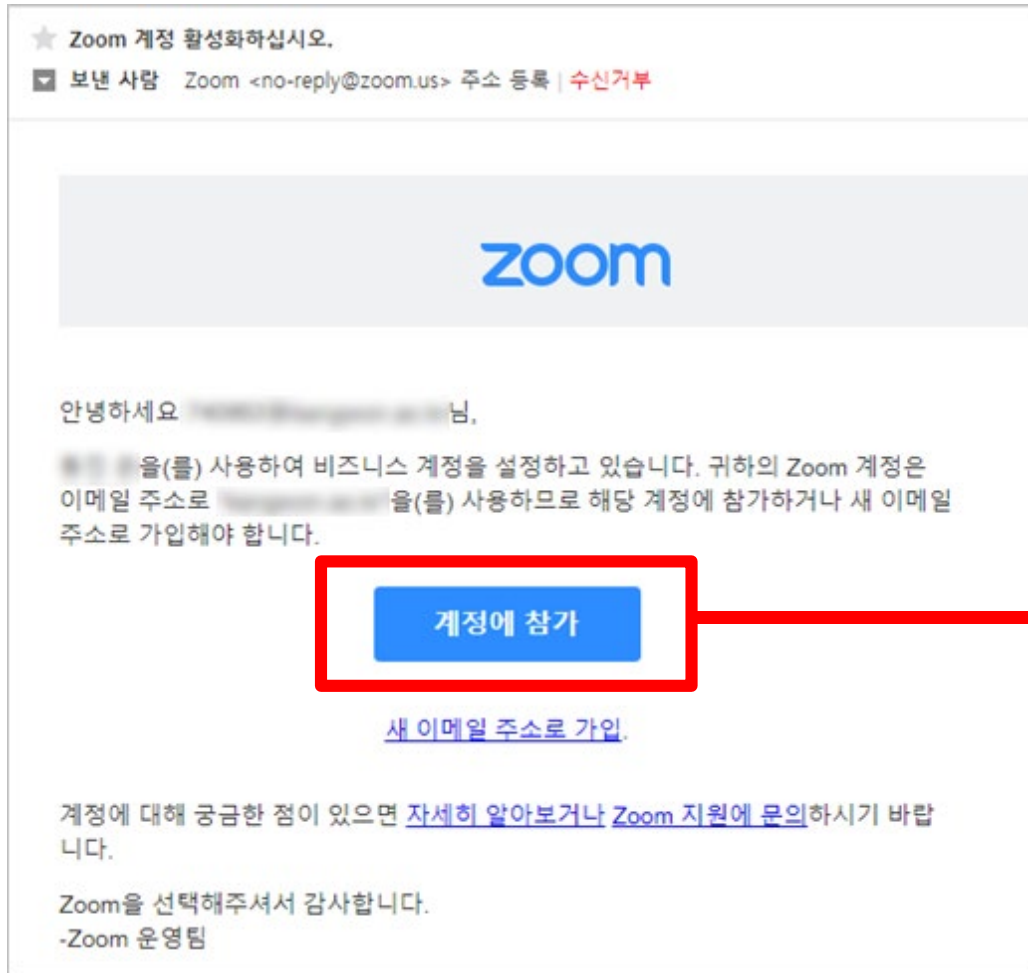 Zoom 계정 활성화하십시오.
보낸 사람 Zoom <no-reply@zoom.us> 주소 등록 | 수신거부
zoom
안녕하세요 님,
을(를) 사용하여 비즈니스 계정을 설정하고 있습니다. 귀하의 Zoom 계정은
이메일 주소로 을(를) 사용하므로 해당 계정에 참가하거나 새 이메일
주소로 가입해야 합니다.
계정에 참가
새 이메일 주소로 가입.
계정에 대해 궁금한 점이 있으면 자세히 알아보거나 Zoom 지원에 문의하시기 바랍
니다.
Zoom을 선택해주셔서 감사합니다.
-Zoom 운영팀